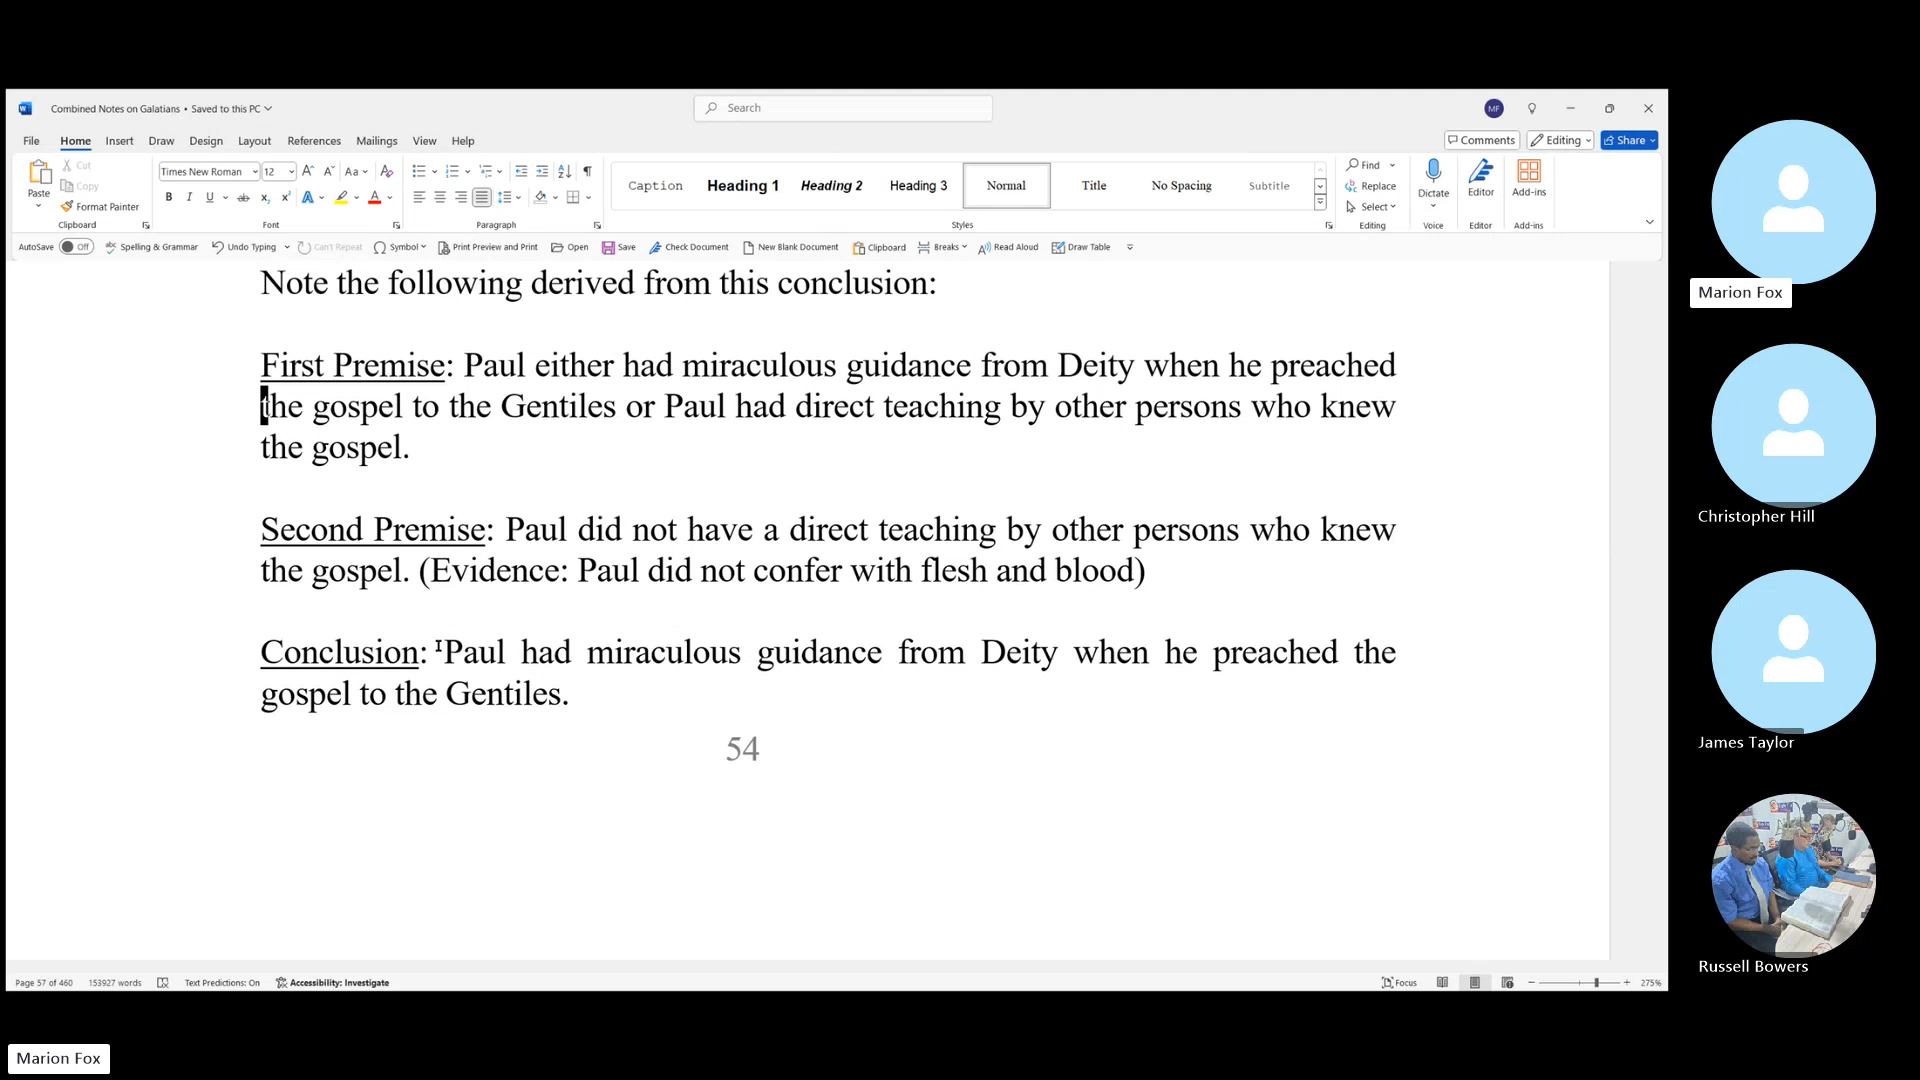 Combined Notes on Galatians • Saved to this PC
Search
MF
File Home Insert Draw Design Layout References Mailings View Help
Comments Editing Share
Paste
Cut
Copy
Format Painter
Clipboard
Times New Roman 12
Font
Paragraph
Caption Heading 1 Heading 2 Heading 3 Normal Title No Spacing Subtitle
Styles
Find
Replace
Select
Editing
Dictate
Voice
Editor
Editor
Add-ins
Add-ins
AutoSave Off Spelling & Grammar Undo Typing Can't Repeat Symbol Print Preview and Print Open Save Check Document New Blank Document Clipboard Breaks Read Aloud Draw Table
Note the following derived from this conclusion:
First Premise: Paul either had miraculous guidance from Deity when he preached
the gospel to the Gentiles or Paul had direct teaching by other persons who knew
the gospel.
Second Premise: Paul did not have a direct teaching by other persons who knew
the gospel. (Evidence: Paul did not confer with flesh and blood)
Conclusion: Paul had miraculous guidance from Deity when he preached the
gospel to the Gentiles.
54
Page 57 of 460 153927 words Text Predictions: On Accessibility: Investigate Focus 275%
Marion Fox
Christopher Hill
James Taylor
Russell Bowers
Marion Fox